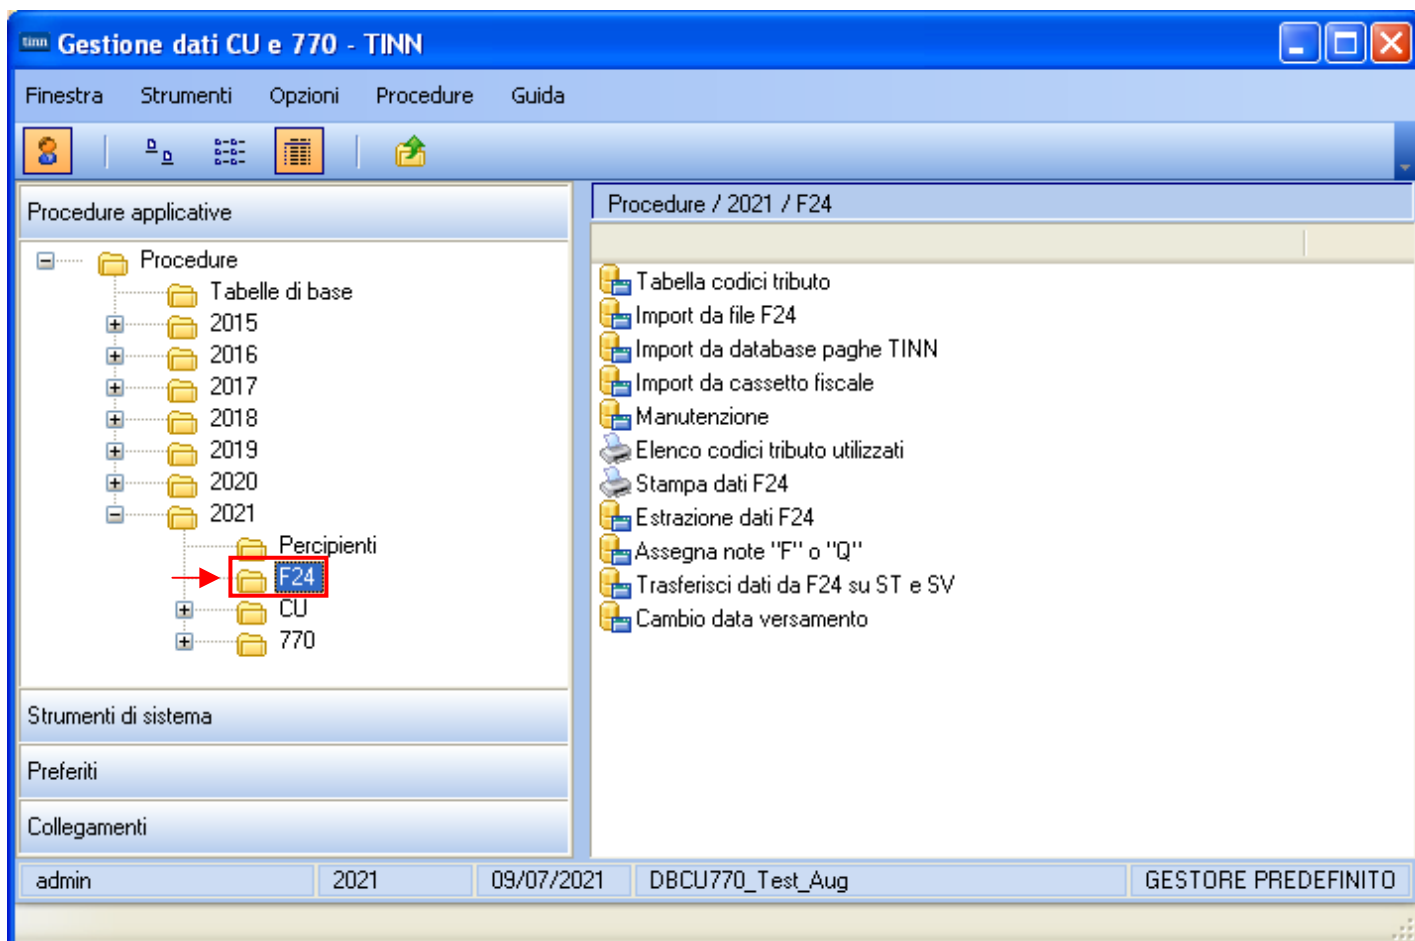 tinn Gestione dati CU e 770 - TINN
Finestra Strumenti Opzioni Procedure Guida
Procedure applicative
Procedure
Tabelle di base
2015
2016
2017
2018
2019
2020
2021
Percipienti
F24
CU
770
Strumenti di sistema
Preferiti
Collegamenti
Procedure / 2021 / F24
Tabella codici tributo
Import da file F24
Import da database paghe TINN
Import da cassetto fiscale
Manutenzione
Elenco codici tributo utilizzati
Stampa dati F24
Estrazione dati F24
Assegna note "F" o "Q"
Trasferisci dati da F24 su ST e SV
Cambio data versamento
admin 2021 09/07/2021 DBCU770_Test_Aug GESTORE PREDEFINITO